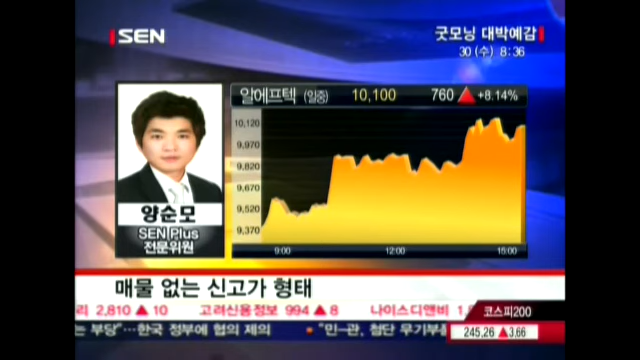 SEN
굿모닝 대박예감
30 (수) 8:36
알에프텍 (일중) 10,100 760 ▲ +8.14%
10,120
9,970
9,820
9,670
9,520
9,370
9:00 12:00 15:00
양순모
SEN Plus
전문위원
매물 없는 신고가 형태
리 2,810 ▲ 10 고려신용정보 994 ▲ 8 나이스디앤비 코스피200
는 부당"…한국 정부에 협의 제의 "민-관, 첨단 무기부품 245.26 ▲ 3.66